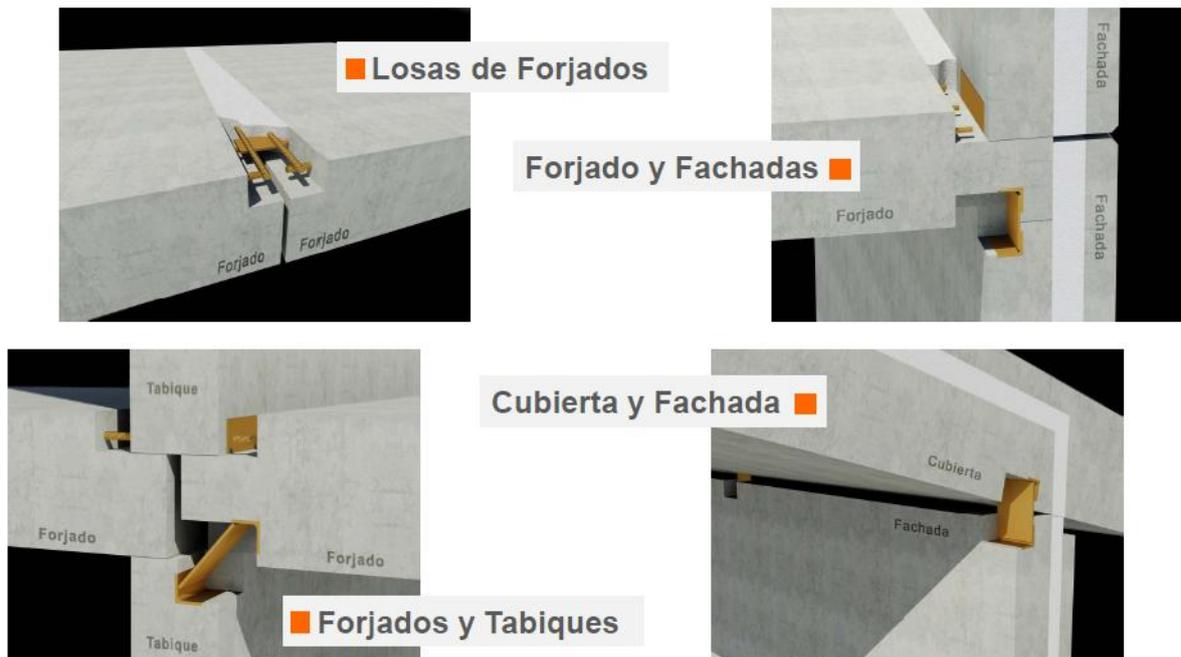 Losas de Forjados
Forjado
Forjado
Forjado y Fachadas
Fachada
Fachada
Forjado
Tabique
Forjado
Forjado
Tabique
Forjados y Tabiques
Cubierta y Fachada
Cubierta
Fachada